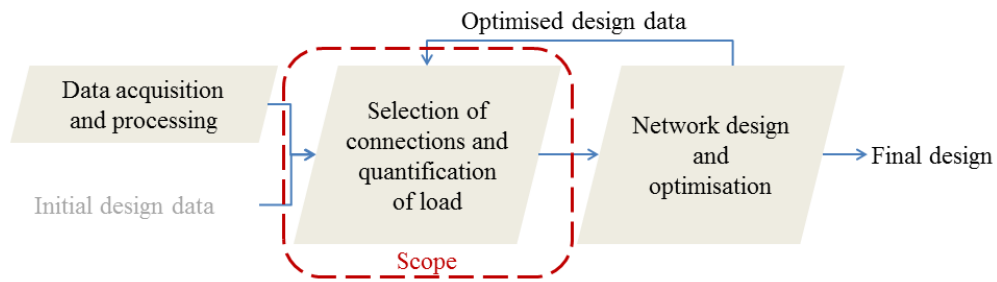 Optimised design data
Data acquisition
and processing
Selection of
connections and
quantification
of load
Network design
and
optimisation
Final design
Initial design data
Scope